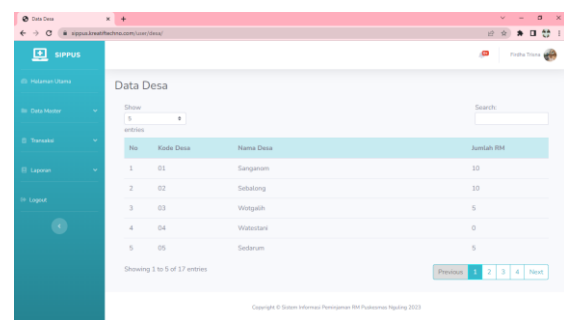 Data Desa
sippus.kreatiftechno.com/user/desa/
SIPPUS
Halaman Utama
Data Master
Transaksi
Laporan
Logout
Data Desa
Show
5
entries
Search:
No Kode Desa Nama Desa Jumlah RM
1 01 Sanganom 10
2 02 Sebalong 10
3 03 Wotgalih 5
4 04 Watestani 0
5 05 Sedarum 5
Showing 1 to 5 of 17 entries
Previous 1 2 3 4 Next
Copyright © Sistem Informasi Peminjaman RM Puskesmas Nguling 2023